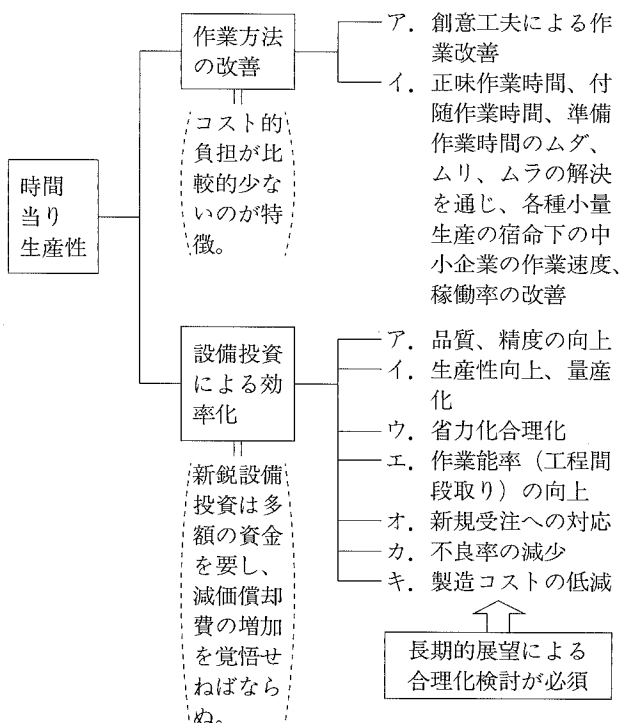 時間
当り
生産性
作業方法
の改善
コスト的
負担が比
較的少な
いのが特
徴。
ア．創意工夫による作
業改善
イ．正味作業時間、付
随作業時間、準備
作業時間のムダ、
ムリ、ムラの解決
を通じ、各種小量
生産の宿命下の中
小企業の作業速度、
稼働率の改善
設備投資
による効
率化
新鋭設備
投資は多
額の資金
を要し、
減価償却
費の増加
を覚悟せ
ねばなら
ぬ。
ア．品質、精度の向上
イ．生産性向上、量産
化
ウ．省力化合理化
エ．作業能率（工程間
段取り）の向上
オ．新規受注への対応
カ．不良率の減少
キ．製造コストの低減
長期的展望による
合理化検討が必須